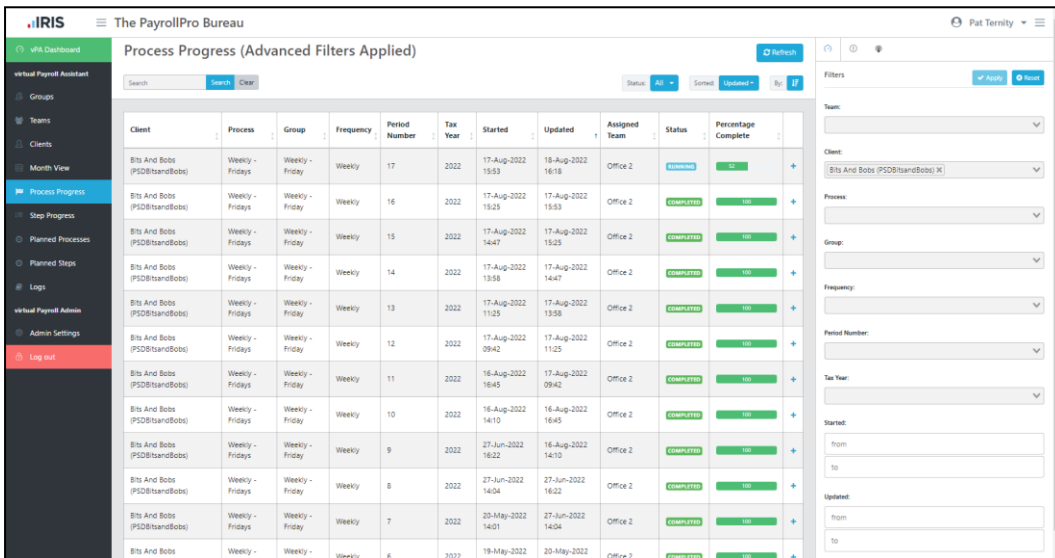 IRIS
The PayrollPro Bureau
Pat Ternity
vPA Dashboard
virtual Payroll Assistant
Groups
Teams
Clients
Month View
Process Progress
Step Progress
Planned Processes
Planned Steps
Logs
virtual Payroll Admin
Admin Settings
Log out
Process Progress (Advanced Filters Applied)
Refresh
Search Search Clear
Status: All Sorted: Updated By:
Client Process Group Frequency Period Number Tax Year Started Updated Assigned Team Status Percentage Complete
Bits And Bobs Weekly - Weekly - Weekly 17 2022 17-Aug-2022 18-Aug-2022 Office 2 RUNNING 52 +
(PSDBitsandBobs) Fridays Friday 15:53 16:18
Bits And Bobs Weekly - Weekly - Weekly 16 2022 17-Aug-2022 17-Aug-2022 Office 2 COMPLETED 100 +
(PSDBitsandBobs) Fridays Friday 15:25 15:53
Bits And Bobs Weekly - Weekly - Weekly 15 2022 17-Aug-2022 17-Aug-2022 Office 2 COMPLETED 100 +
(PSDBitsandBobs) Fridays Friday 14:47 15:25
Bits And Bobs Weekly - Weekly - Weekly 14 2022 17-Aug-2022 17-Aug-2022 Office 2 COMPLETED 100 +
(PSDBitsandBobs) Fridays Friday 13:58 14:47
Bits And Bobs Weekly - Weekly - Weekly 13 2022 17-Aug-2022 17-Aug-2022 Office 2 COMPLETED 100 +
(PSDBitsandBobs) Fridays Friday 11:25 13:58
Bits And Bobs Weekly - Weekly - Weekly 12 2022 17-Aug-2022 17-Aug-2022 Office 2 COMPLETED 100 +
(PSDBitsandBobs) Fridays Friday 09:42 11:25
Bits And Bobs Weekly - Weekly - Weekly 11 2022 16-Aug-2022 17-Aug-2022 Office 2 COMPLETED 100 +
(PSDBitsandBobs) Fridays Friday 16:45 09:42
Bits And Bobs Weekly - Weekly - Weekly 10 2022 16-Aug-2022 16-Aug-2022 Office 2 COMPLETED 100 +
(PSDBitsandBobs) Fridays Friday 14:10 16:45
Bits And Bobs Weekly - Weekly - Weekly 9 2022 27-Jun-2022 16-Aug-2022 Office 2 COMPLETED 100 +
(PSDBitsandBobs) Fridays Friday 16:22 14:10
Bits And Bobs Weekly - Weekly - Weekly 8 2022 27-Jun-2022 27-Jun-2022 Office 2 COMPLETED 100 +
(PSDBitsandBobs) Fridays Friday 14:04 16:22
Bits And Bobs Weekly - Weekly - Weekly 7 2022 20-May-2022 27-Jun-2022 Office 2 COMPLETED 100 +
(PSDBitsandBobs) Fridays Friday 14:01 14:04
Bits And Bobs Weekly - Weekly - Weekly 6 2022 19-May-2022 20-May-2022 Office 2 COMPLETED 100 +
Filters Apply Reset
Team:
Client:
Bits And Bobs (PSDBitsandBobs) ×
Process:
Group:
Frequency:
Period Number:
Tax Year:
Started:
from
to
Updated:
from
to